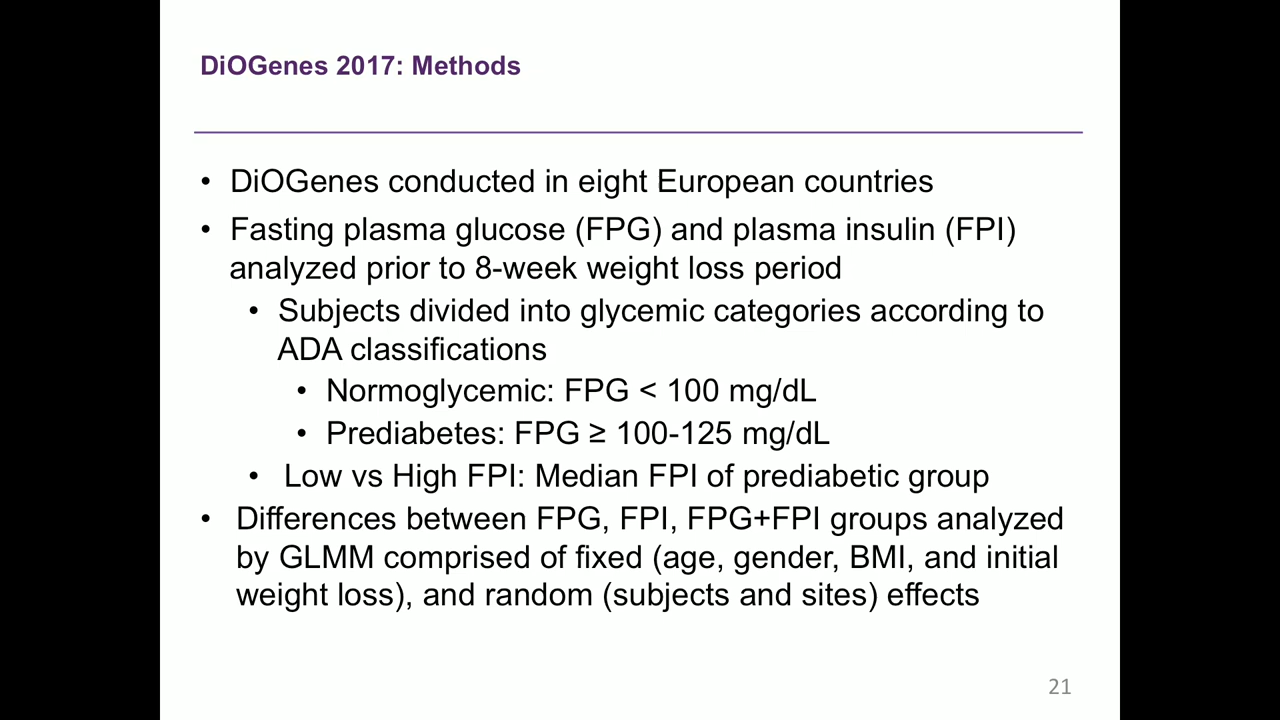 DiOGenes 2017: Methods
• DiOGenes conducted in eight European countries
• Fasting plasma glucose (FPG) and plasma insulin (FPI)
analyzed prior to 8-week weight loss period
• Subjects divided into glycemic categories according to
ADA classifications
• Normoglycemic: FPG < 100 mg/dL
• Prediabetes: FPG ≥ 100-125 mg/dL
• Low vs High FPI: Median FPI of prediabetic group
• Differences between FPG, FPI, FPG+FPI groups analyzed
by GLMM comprised of fixed (age, gender, BMI, and initial
weight loss), and random (subjects and sites) effects
21